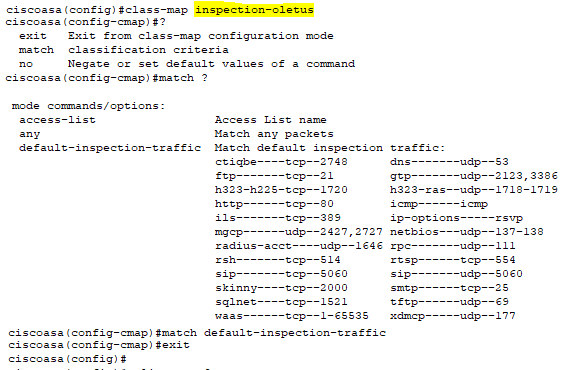 ciscoasa(config)#class-map inspection-oletus
ciscoasa(config-cmap)#?
exit Exit from class-map configuration mode
match classification criteria
no Negate or set default values of a command
ciscoasa(config-cmap)#match ?
mode commands/options:
access-list Access List name
any Match any packets
default-inspection-traffic Match default inspection traffic:
ctiqbe----tcp--2748 dns-------udp--53
ftp-------tcp--21 gtp-------udp--2123,3386
h323-h225-tcp--1720 h323-ras--udp--1718-1719
http------tcp--80 icmp------icmp
ils-------tcp--389 ip-options-----rsvp
mgcp------udp--2427,2727 netbios---udp--137-138
radius-acct----udp--1646 rpc-------udp--111
rsh-------tcp--514 rtsp------tcp--554
sip-------tcp--5060 sip-------udp--5060
skinny----tcp--2000 smtp------tcp--25
sqlnet----tcp--1521 tftp------udp--69
waas------tcp--1-65535 xdmcp-----udp--177
ciscoasa(config-cmap)#match default-inspection-traffic
ciscoasa(config-cmap)#exit
ciscoasa(config)#